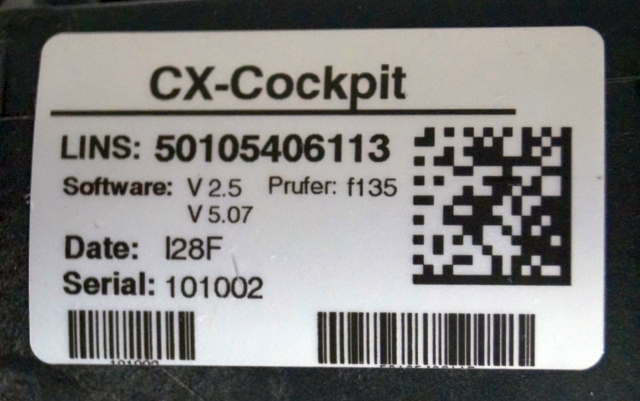 CX-Cockpit
LINS: 50105406113
Software: V 2.5 Prufer: f135
V 5.07
Date: I28F
Serial: 101002